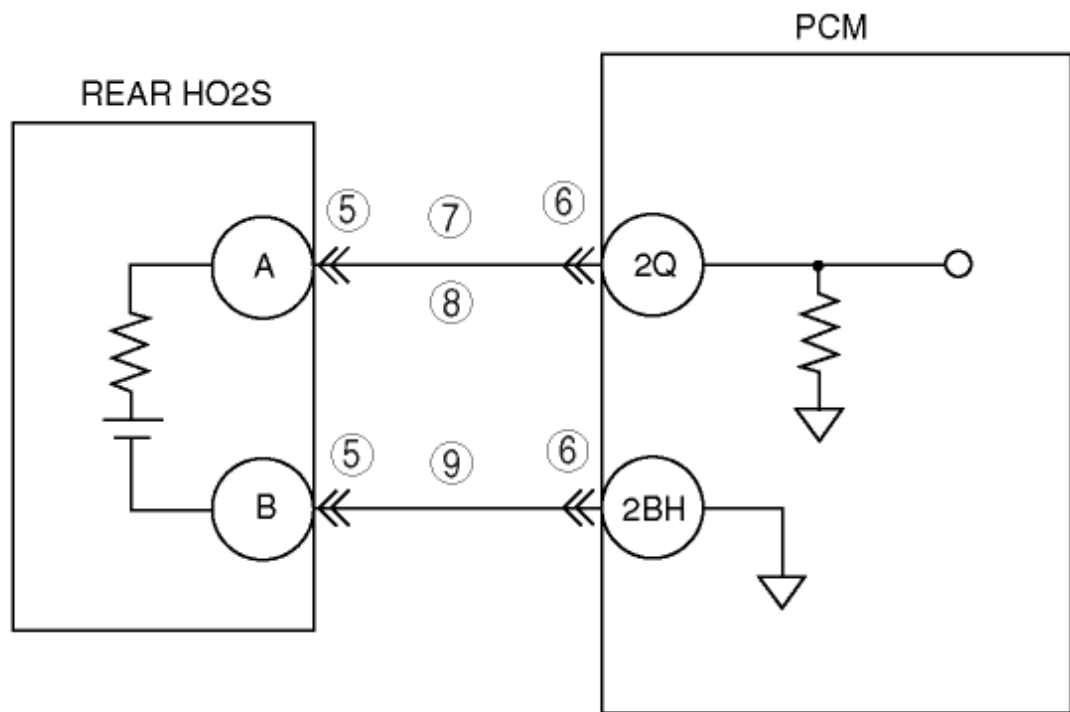 PCM
REAR HO2S
⑤ ⑦ ⑥
A 2Q
⑧
⑤ ⑨ ⑥
B 2BH